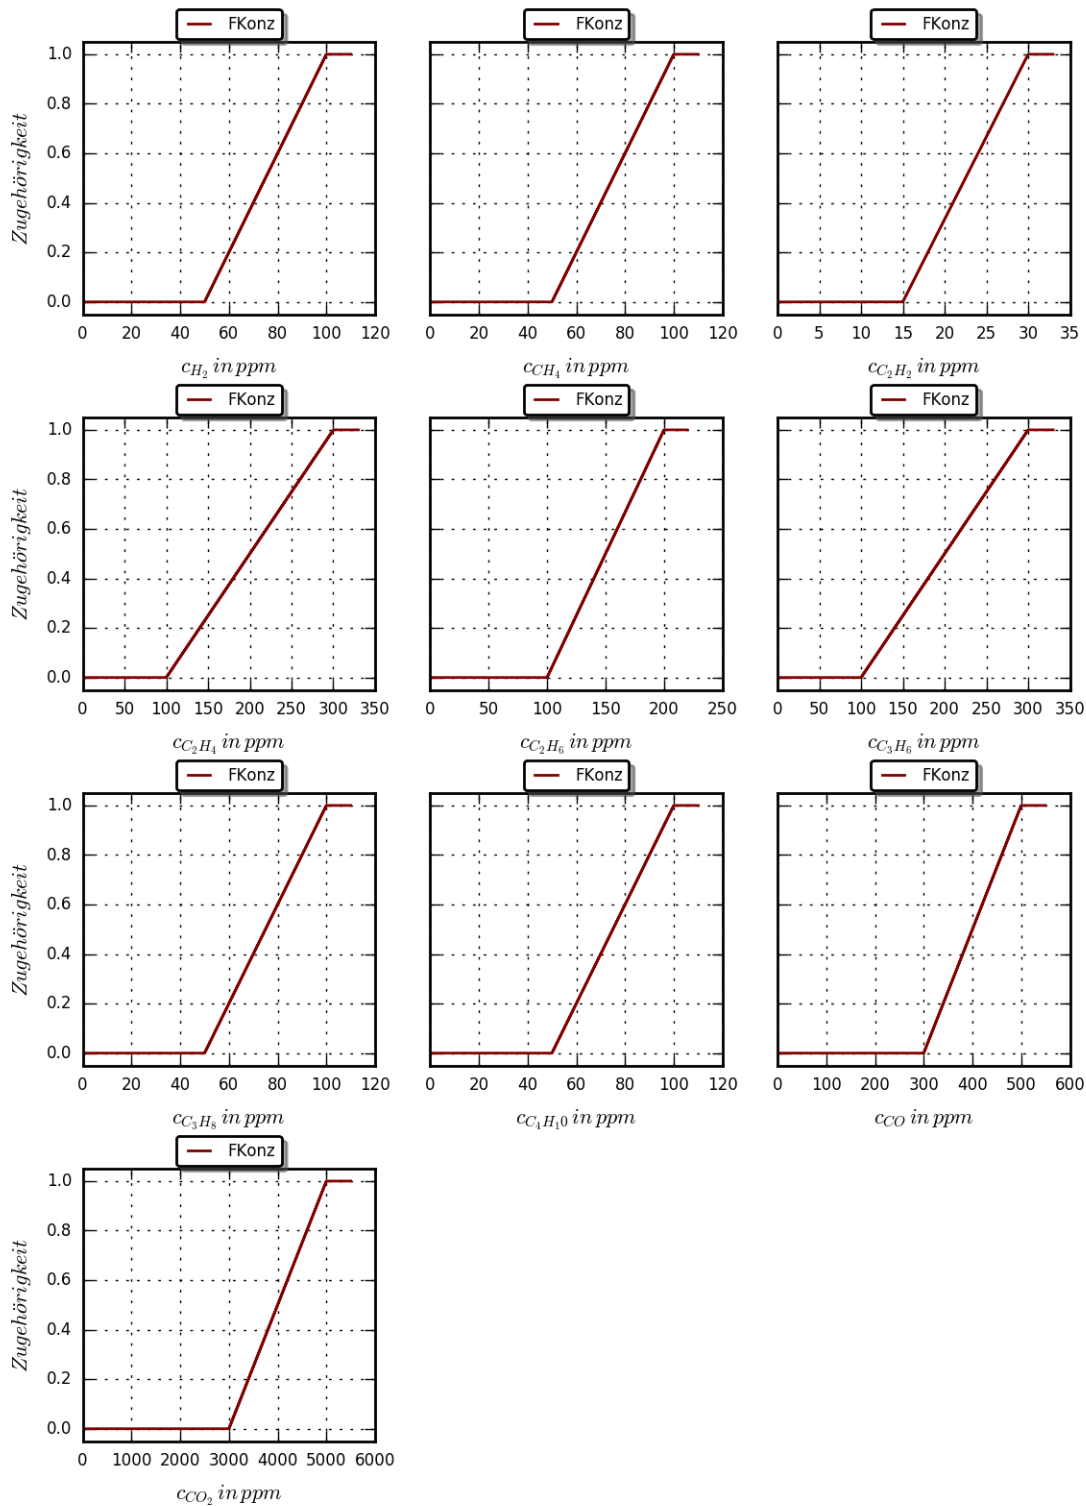 FKonz FKonz FKonz
Zugehörigkeit
1.0
0.8
0.6
0.4
0.2
0.0
0 20 40 60 80 100 120
0 20 40 60 80 100 120
0 5 10 15 20 25 30 35
c_{H_2} in ppm
c_{CH_4} in ppm
c_{C_2H_2} in ppm
FKonz FKonz FKonz
Zugehörigkeit
1.0
0.8
0.6
0.4
0.2
0.0
0 50 100 150 200 250 300 350
0 50 100 150 200 250
0 50 100 150 200 250 300 350
c_{C_2H_4} in ppm
c_{C_2H_6} in ppm
c_{C_3H_6} in ppm
FKonz FKonz FKonz
Zugehörigkeit
1.0
0.8
0.6
0.4
0.2
0.0
0 20 40 60 80 100 120
0 20 40 60 80 100 120
0 100 200 300 400 500 600
c_{C_3H_8} in ppm
c_{C_4H_10} in ppm
c_{CO} in ppm
FKonz
Zugehörigkeit
1.0
0.8
0.6
0.4
0.2
0.0
0 1000 2000 3000 4000 5000 6000
c_{CO_2} in ppm